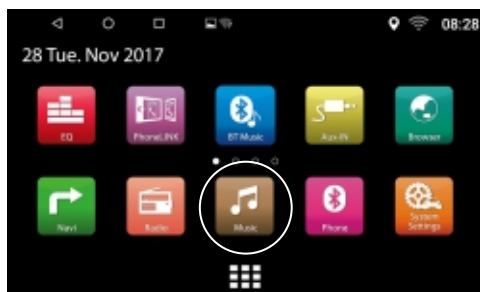 08:28
28 Tue. Nov 2017
EQ PhoneLINK BT Music Aux-IN Browser
Navi Radio Music Phone System
Settings